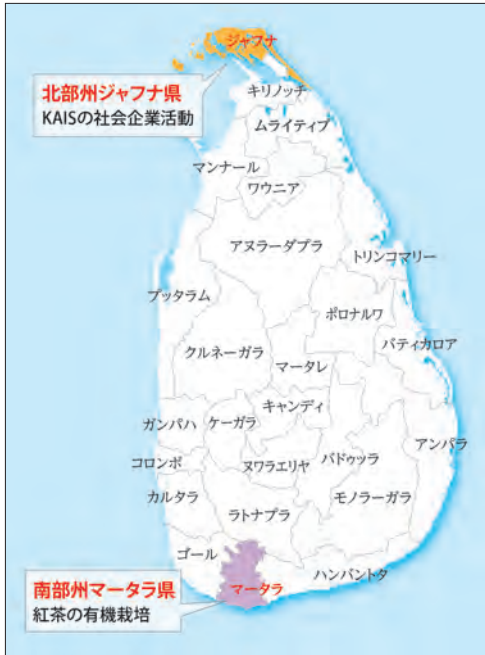 ジャフナ
北部州ジャフナ県
KAISの社会企業活動
キリノッチ
ムライティブ
マンナール
ワウニア
アヌラーダプラ
トリンコマリー
プッタラム
ポロナルワ
バティカロア
クルネーガラ
マータレ
キャンディ
ガンパハ
ケーガラ
アンパラ
コロンボ
ヌワラエリヤ
バドゥッラ
カルタラ
モノラーガラ
ラトナプラ
ゴール
ハンバントタ
南部州マータラ県
紅茶の有機栽培
マータラ